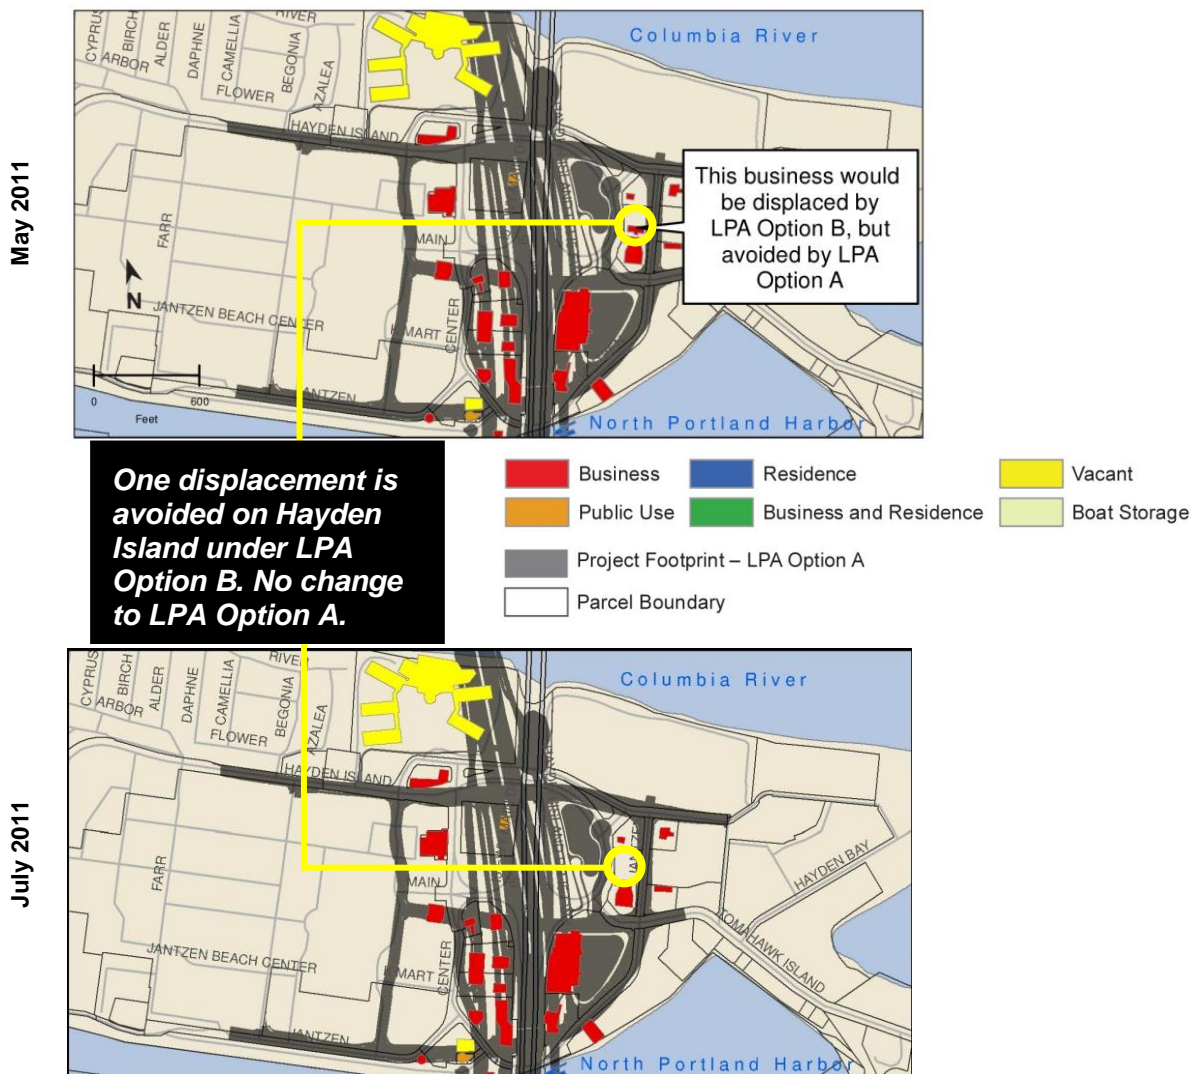 May 2011
RIVER
CYPRUS
BIRCH
ALDER
DAPHNE
CAMELLIA
BEGONIA
AZALEA
ARBOR
FLOWER
Columbia River
HAYDEN ISLAND
This business would
be displaced by
LPA Option B, but
avoided by LPA
Option A
FARR
MAIN
N
JANTZEN BEACH CENTER
MART
CENTER
0 600
Feet
North Portland Harbor
One displacement is
avoided on Hayden
Island under LPA
Option B. No change
to LPA Option A.
Business
Residence
Vacant
Public Use
Business and Residence
Boat Storage
Project Footprint – LPA Option A
Parcel Boundary
July 2011
RIVER
CYPRUS
BIRCH
ALDER
DAPHNE
CAMELLIA
BEGONIA
AZALEA
ARBOR
FLOWER
Columbia River
HAYDEN ISLAND
FARR
MAIN
HAYDEN BAY
TOMAHAWK ISLAND
JANTZEN BEACH CENTER
MART
CENTER
JANTZEN
North Portland Harbor